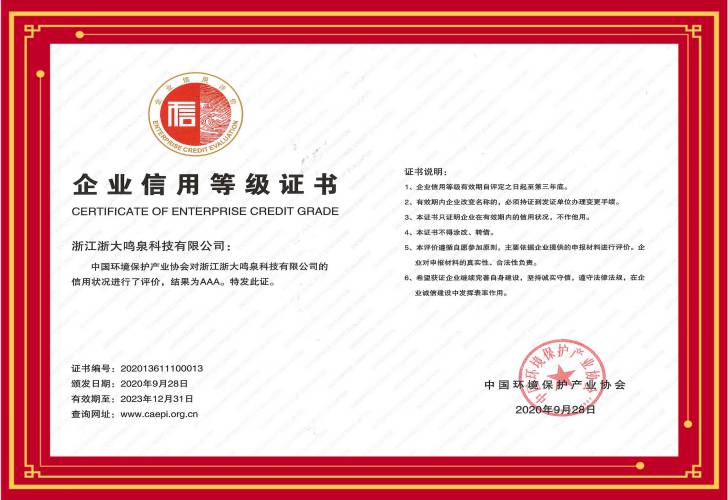 企业信用评价
信
ENTERPRISE CREDIT EVALUATION
企业信用等级证书
CERTIFICATE OF ENTERPRISE CREDIT GRADE
浙江浙大鸣泉科技有限公司：
中国环境保护产业协会对浙江浙大鸣泉科技有限公司的
信用状况进行了评价，结果为AAA。特发此证。
证书编号：202013611100013
颁发日期：2020年9月28日
有效期至：2023年12月31日
查询网址：www.caepi.org.cn
证书说明：
1、企业信用等级有效期自评定之日起至第三年底。
2、有效期内企业改变名称的，必须持证到发证单位办理变更手续。
3、本证书只证明企业在有效期内的信用状况，不作他用。
4、本证书不得涂改、转借。
5、本评价遵循自愿参加原则，主要依据企业提供的申报材料进行评价，企
业对申报材料的真实性、合法性负责。
6、希望获证企业继续完善自身建设，坚持诚实守信，遵守法律法规，在企
业诚信建设中发挥表率作用。
中国环境保护产业协会
中国环境保护产业协会
2020年9月28日